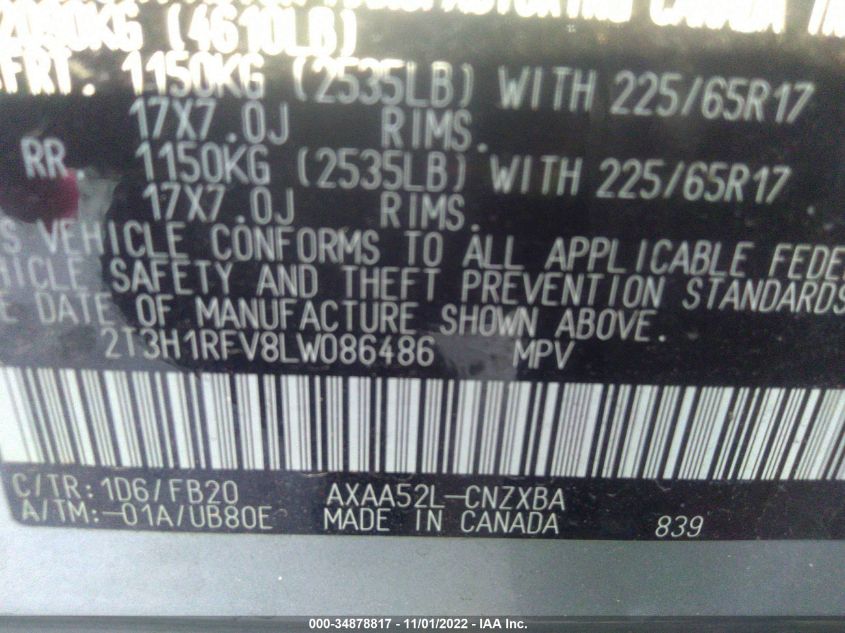 CANADA IN
2090KG (4610LB)
FRT. 1150KG (2535LB) WITH 225/65R17
17X7.0J RIMS.
RR. 1150KG (2535LB) WITH 225/65R17
17X7.0J RIMS.
S VEHICLE CONFORMS TO ALL APPLICABLE FEDE
HICLE SAFETY AND THEFT PREVENTION STANDARDS
E DATE OF MANUFACTURE SHOWN ABOVE.
2T3H1RFV8LW086486 MPV
C/TR: 1D6/FB20 AXAA52L-CNZXBA
A/TM:-01A/UB80E MADE IN CANADA 839
000-34878817 - 11/01/2022 - IAA Inc.